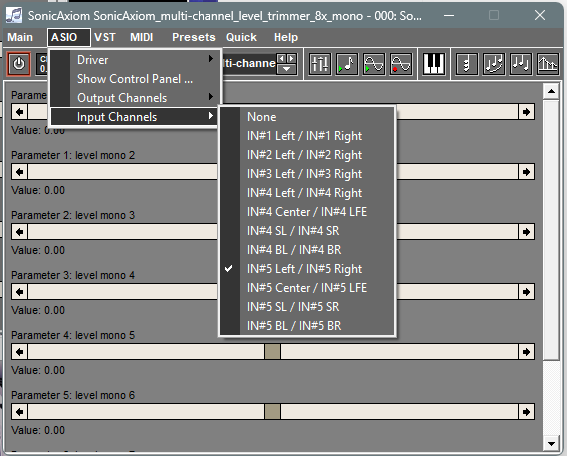 SonicAxiom SonicAxiom_multi-channel_level_trimmer_8x_mono - 000: So...
Main ASIO VST MIDI Presets Quick Help
lti-channe
Driver
Show Control Panel ...
Output Channels
Input Channels
None
IN#1 Left / IN#1 Right
IN#2 Left / IN#2 Right
IN#3 Left / IN#3 Right
IN#4 Left / IN#4 Right
IN#4 Center / IN#4 LFE
IN#4 SL / IN#4 SR
IN#4 BL / IN#4 BR
IN#5 Left / IN#5 Right
IN#5 Center / IN#5 LFE
IN#5 SL / IN#5 SR
IN#5 BL / IN#5 BR
Parame
Value: 0.00
Parameter 1: level mono 2
Value: 0.00
Parameter 2: level mono 3
Value: 0.00
Parameter 3: level mono 4
Value: 0.00
Parameter 4: level mono 5
Value: 0.00
Parameter 5: level mono 6
Value: 0.00